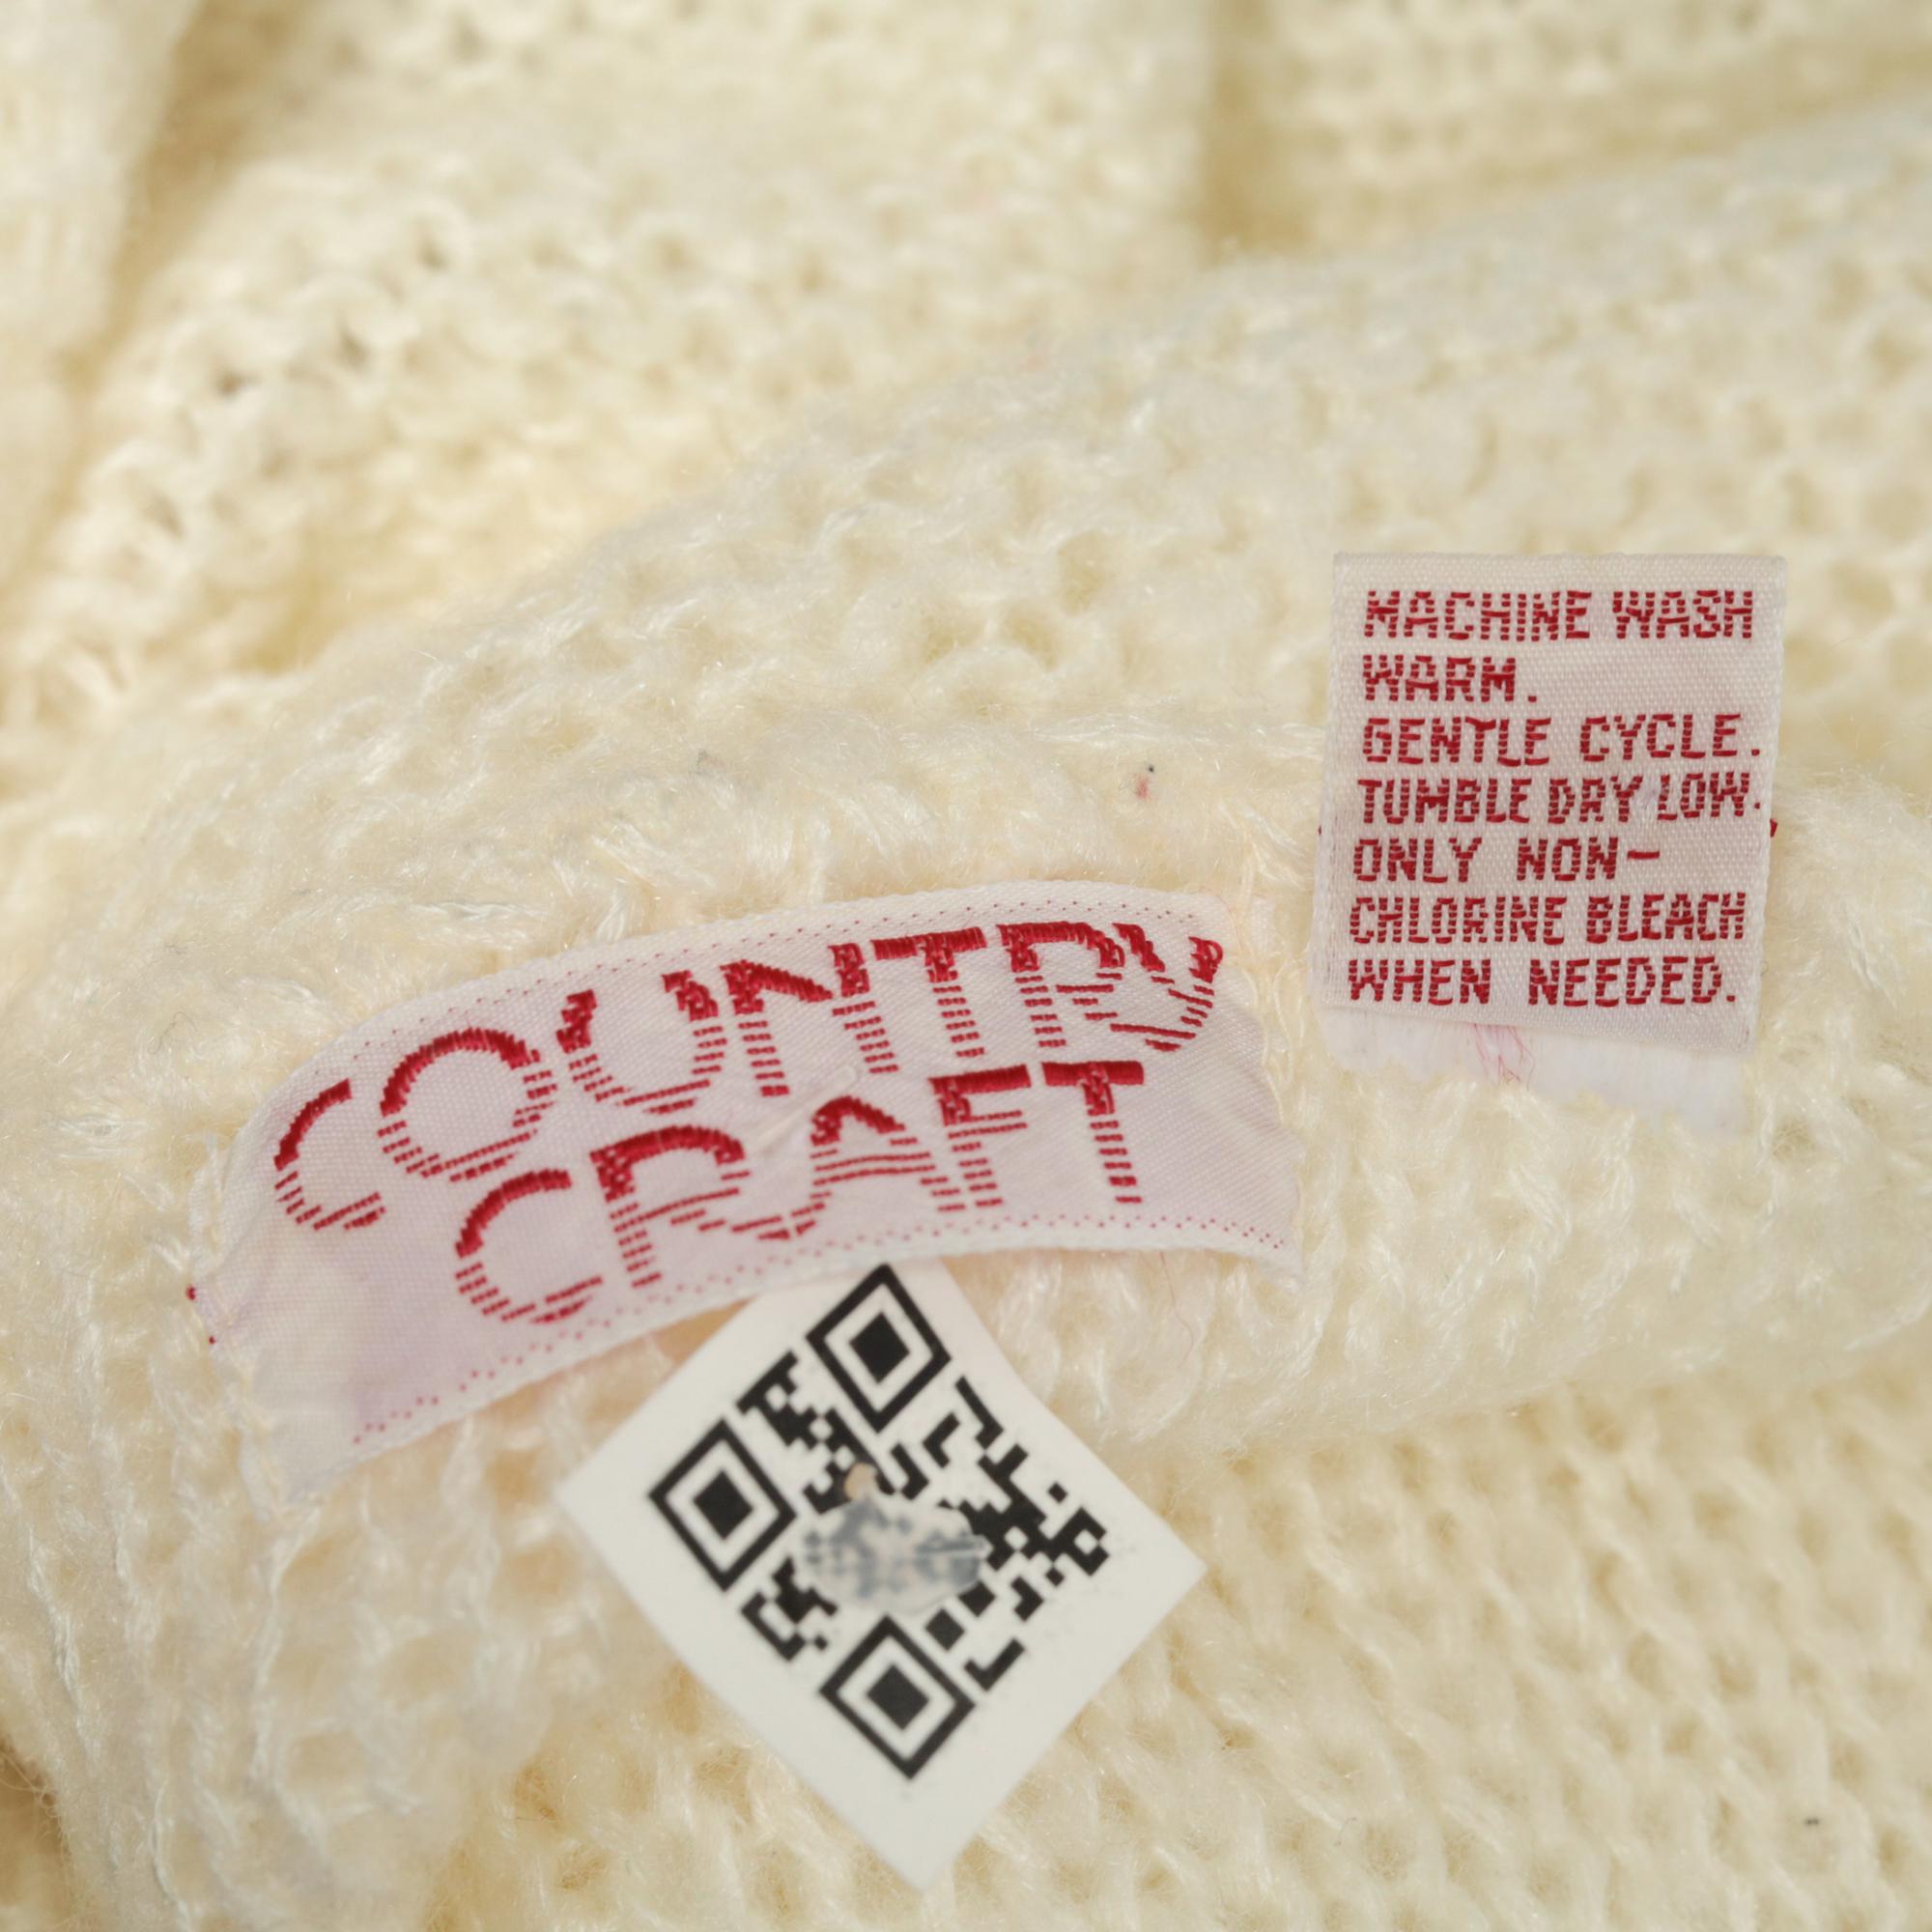 COUNTRY
CRAFT
MACHINE WASH
WARM.
GENTLE CYCLE.
TUMBLE DRY LOW.
ONLY NON-
CHLORINE BLEACH
WHEN NEEDED.